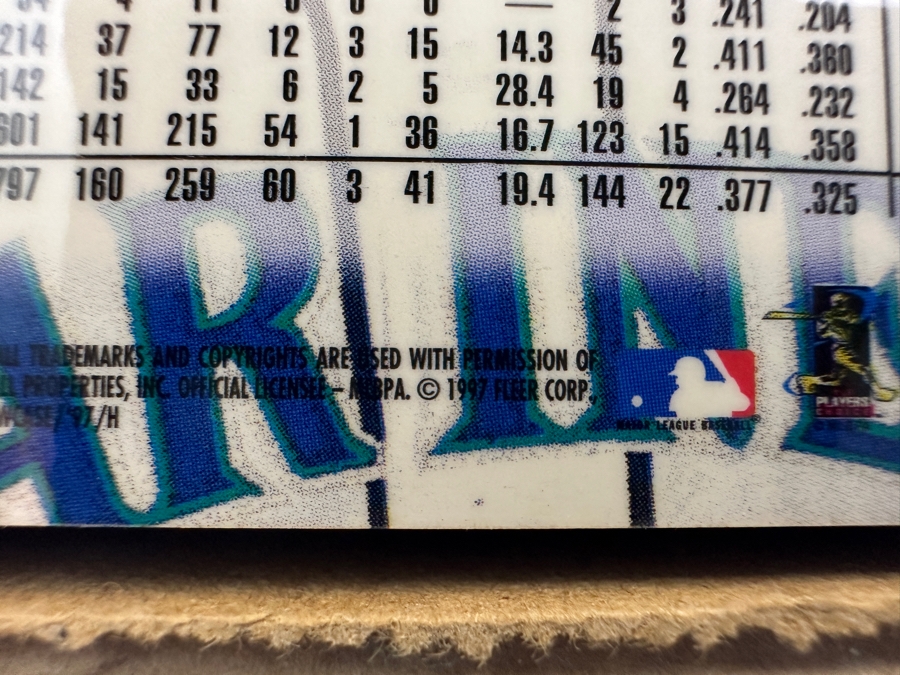 4 11 0 0 0 — 2 3 .241 .204
214 37 77 12 3 15 14.3 45 2 .411 .360
142 15 33 6 2 5 28.4 19 4 .264 .232
601 141 215 54 1 36 16.7 123 15 .414 .358
797 160 259 60 3 41 19.4 144 22 .377 .325
ARINE
TRADEMARKS AND COPYRIGHTS ARE USED WITH PERMISSION OF
PROPERTIES, INC. OFFICIAL LICENSEE – MLBPA. © 1997 FLEER CORP.,
WCASE/'97/H
MAJOR LEAGUE BASEBALL
PLAYERS
CHOICE